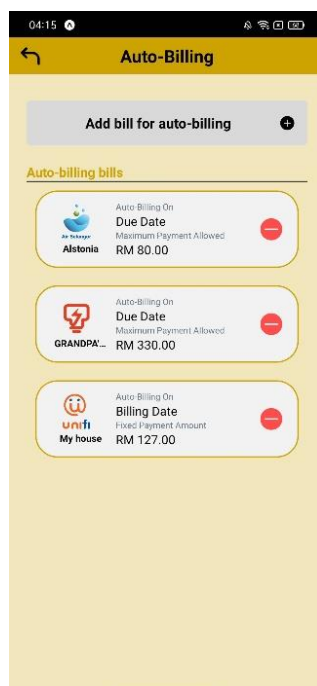 04:15
Auto-Billing
Add bill for auto-billing
Auto-billing bills
Auto-Billing On
Due Date
Maximum Payment Allowed
RM 80.00
Air Selangor
Alstonia
Auto-Billing On
Due Date
Maximum Payment Allowed
RM 330.00
GRANDPA'...
Auto-Billing On
Billing Date
Fixed Payment Amount
RM 127.00
unifi
My house